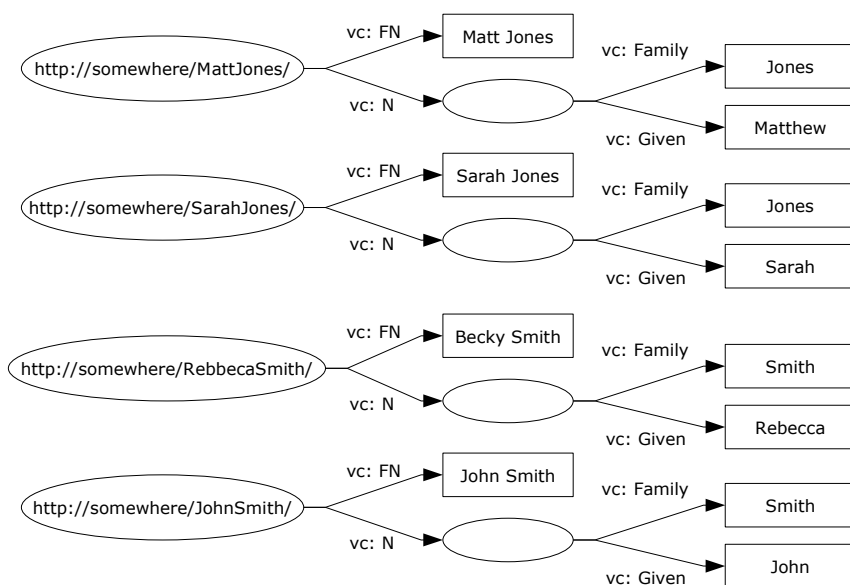 vc: FN
Matt Jones
http://somewhere/MattJones/
vc: Family
Jones
vc: N
Matthew
vc: Given
vc: FN
Sarah Jones
http://somewhere/SarahJones/
vc: Family
Jones
vc: N
Sarah
vc: Given
vc: FN
Becky Smith
http://somewhere/RebbecaSmith/
vc: Family
Smith
vc: N
Rebecca
vc: Given
vc: FN
John Smith
http://somewhere/JohnSmith/
vc: Family
Smith
vc: N
John
vc: Given